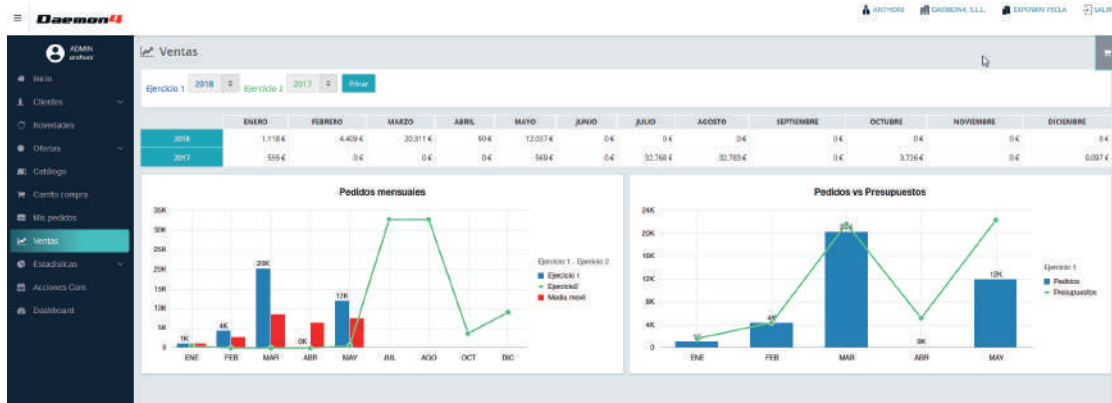 Daemon4
ANTHONI DAEMON4, S.L.L. EXPOWIN YECLA SALIR
ADMIN
anthoni
Inicio
Clientes
Novedades
Ofertas
Catálogo
Carrito compra
Mis pedidos
Ventas
Estadísticas
Acciones Com.
Dashboard
Ventas
Ejercicio 1 2018 Ejercicio 2 2017 Filtrar
ENERO FEBRERO MARZO ABRIL MAYO JUNIO JULIO AGOSTO SEPTIEMBRE OCTUBRE NOVIEMBRE DICIEMBRE
2018 1.118 € 4.409 € 20.311 € 90 € 12.037 € 0 € 0 € 0 € 0 € 0 € 0 € 0 €
2017 555 € 0 € 0 € 0 € 569 € 0 € 32.768 € 32.783 € 0 € 3.726 € 0 €
Pedidos mensuales
35K
30K
25K
20K
15K
10K
5K
0
1K 4K 20K 0K 12K
ENE FEB MAR ABR MAY JUL AGO OCT DIC
Ejercicio 1 - Ejercicio 2
Ejercicio 1
Ejercicio2
Media movil
Pedidos vs Presupuestos
24K
20K
16K
12K
8K
4K
0
4K 0K 12K
ENE FEB MAR ABR MAY
Ejercicio 1
Pedidos
Presupuestos